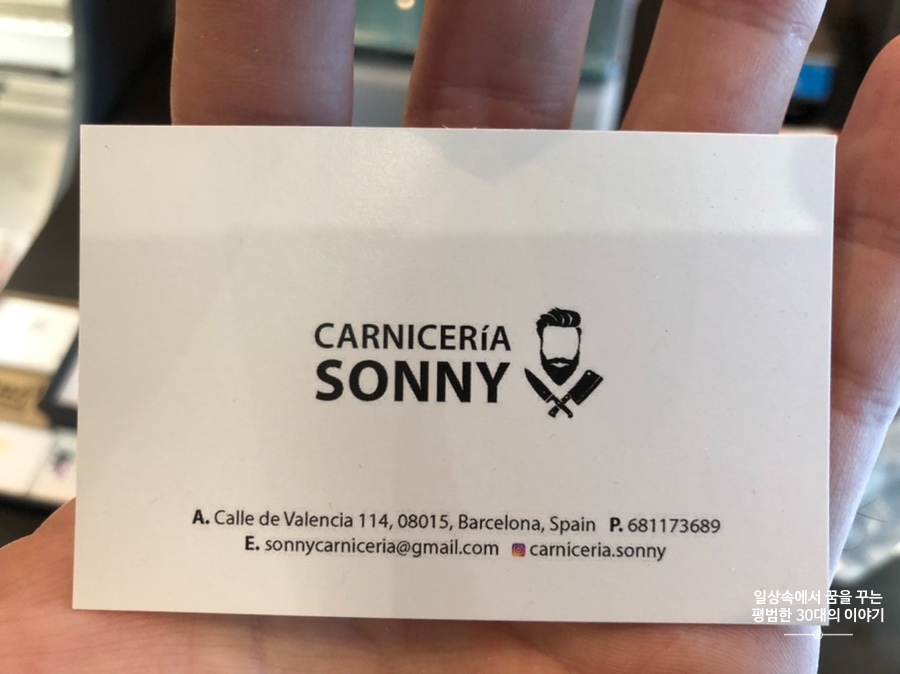 CARNICERíA
SONNY
A. Calle de Valencia 114, 08015, Barcelona, Spain P. 681173689
E. sonnycarniceria@gmail.com carniceria.sonny
일상속에서 꿈을 꾸는
평범한 30대의 이야기